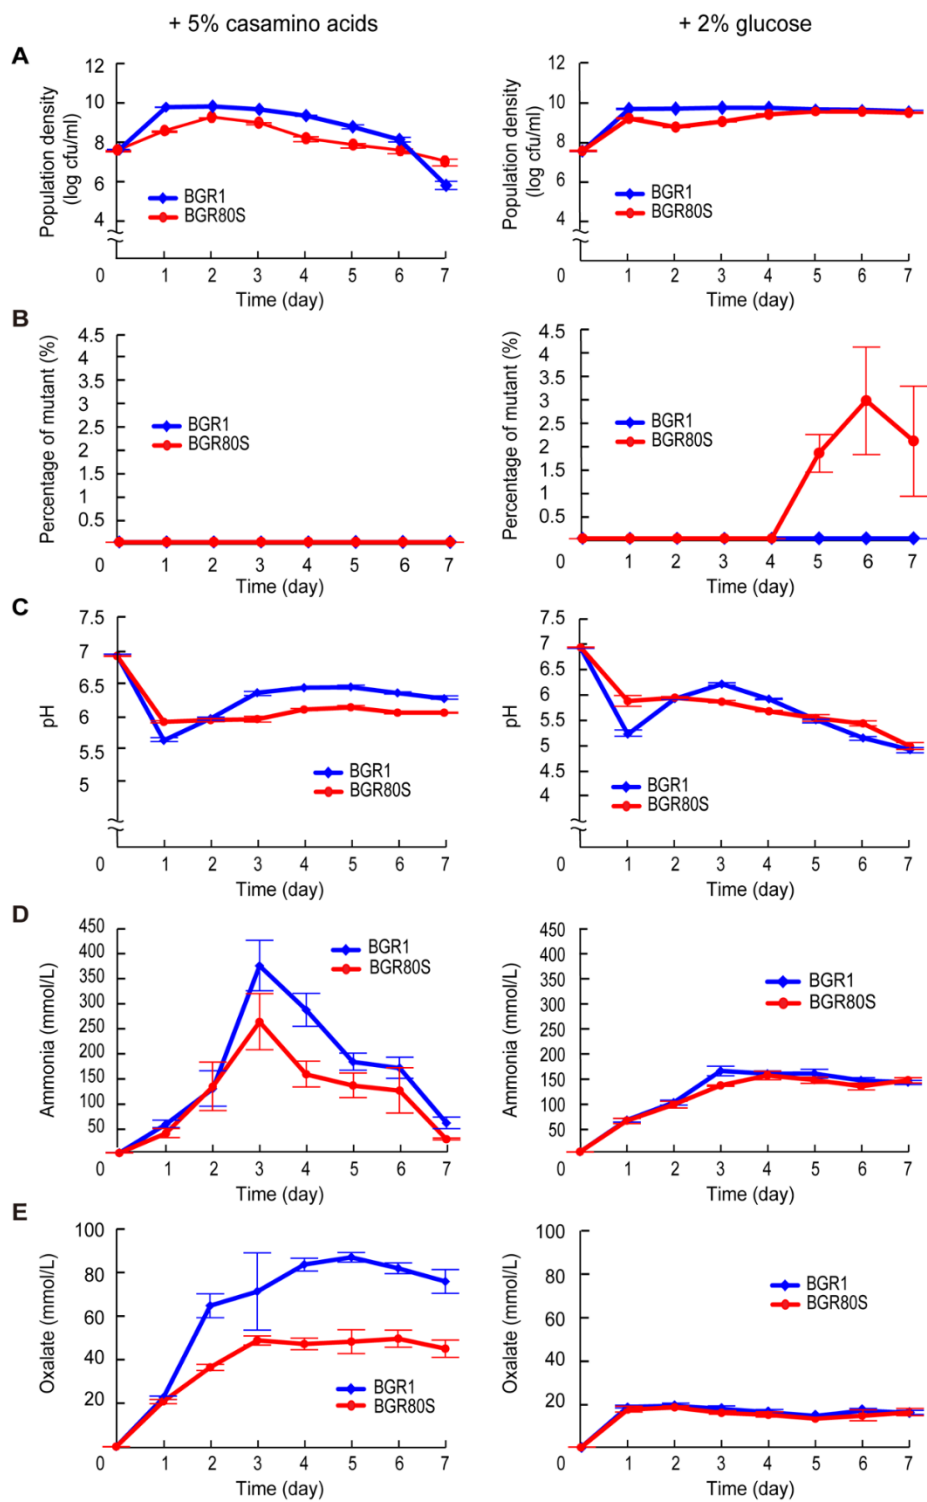 + 5% casamino acids
+ 2% glucose
A
Population density
(log cfu/ml)
12
10
8
6
4
0
BGR1
BGR80S
1 2 3 4 5 6 7
Time (day)
Population density
(log cfu/ml)
12
10
8
6
4
0
BGR1
BGR80S
1 2 3 4 5 6 7
Time (day)
B
Percentage of mutant (%)
4.5
4
3.5
3
2.5
2
1.5
1
0.5
0
BGR1
BGR80S
1 2 3 4 5 6 7
Time (day)
Percentage of mutant (%)
4.5
4
3.5
3
2.5
2
1.5
1
0.5
0
BGR1
BGR80S
1 2 3 4 5 6 7
Time (day)
C
pH
7.5
7
6.5
6
5.5
5
0
BGR1
BGR80S
1 2 3 4 5 6 7
Time (day)
pH
7.5
7
6.5
6
5.5
5
4.5
4
0
BGR1
BGR80S
1 2 3 4 5 6 7
Time (day)
D
Ammonia (mmol/L)
450
400
350
300
250
200
150
100
50
0
BGR1
BGR80S
1 2 3 4 5 6 7
Time (day)
Ammonia (mmol/L)
450
400
350
300
250
200
150
100
50
0
BGR1
BGR80S
1 2 3 4 5 6 7
Time (day)
E
Oxalate (mmol/L)
100
80
60
40
20
0
BGR1
BGR80S
1 2 3 4 5 6 7
Time (day)
Oxalate (mmol/L)
100
80
60
40
20
0
BGR1
BGR80S
1 2 3 4 5 6 7
Time (day)